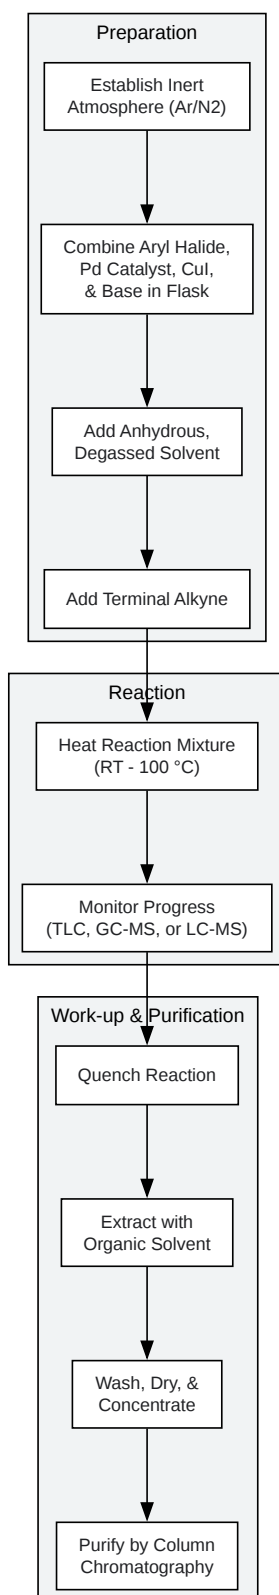 Preparation
Establish Inert
Atmosphere (Ar/N2)
Combine Aryl Halide,
Pd Catalyst, CuI,
& Base in Flask
Add Anhydrous,
Degassed Solvent
Add Terminal Alkyne
Reaction
Heat Reaction Mixture
(RT - 100 °C)
Monitor Progress
(TLC, GC-MS, or LC-MS)
Work-up & Purification
Quench Reaction
Extract with
Organic Solvent
Wash, Dry, &
Concentrate
Purify by Column
Chromatography